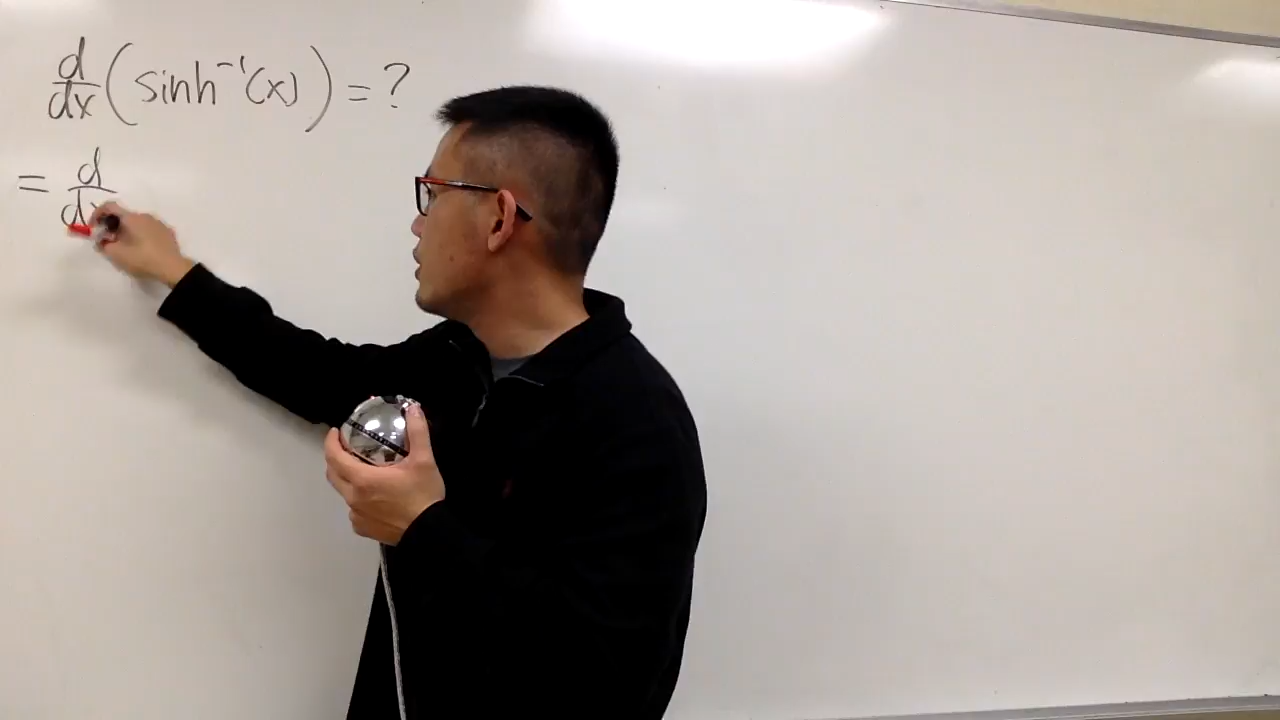 d/dx (sinh⁻¹(x)) = ?
= d/dx